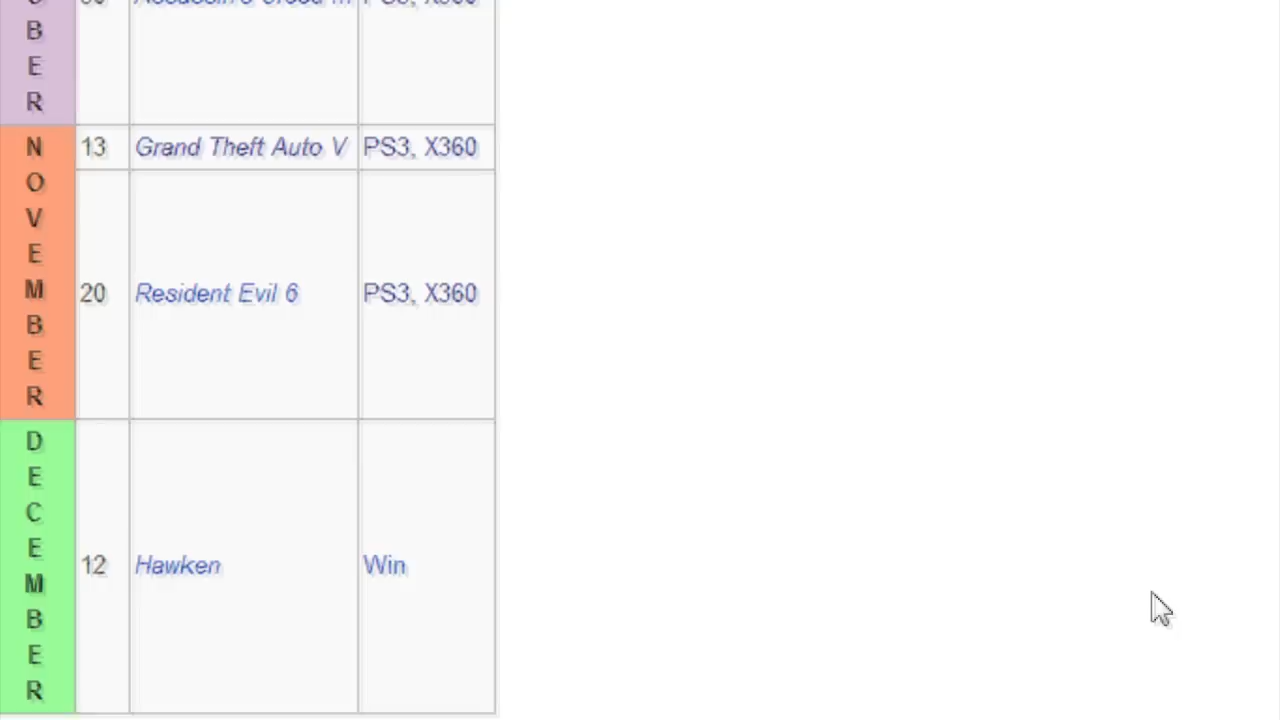 B
E
R
N
O
V
E
M
B
E
R
13 Grand Theft Auto V PS3, X360
20 Resident Evil 6 PS3, X360
D
E
C
E
M
B
E
R
12 Hawken Win